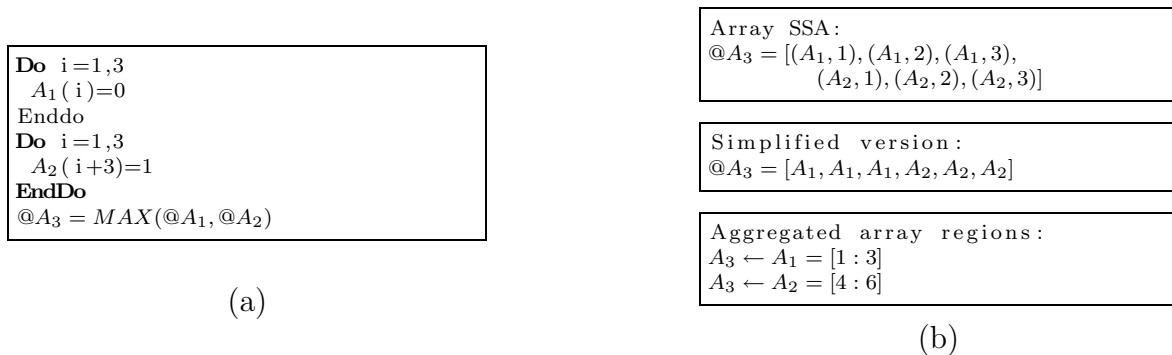 Do i=1,3
A₁(i)=0
Enddo
Do i=1,3
A₂(i+3)=1
EndDo
@A₃ = MAX(@A₁, @A₂)
(a)
Array SSA:
@A₃ = [(A₁, 1), (A₁, 2), (A₁, 3),
(A₂, 1), (A₂, 2), (A₂, 3)]
Simplified version:
@A₃ = [A₁, A₁, A₁, A₂, A₂, A₂]
Aggregated array regions:
A₃ ← A₁ = [1 : 3]
A₃ ← A₂ = [4 : 6]
(b)